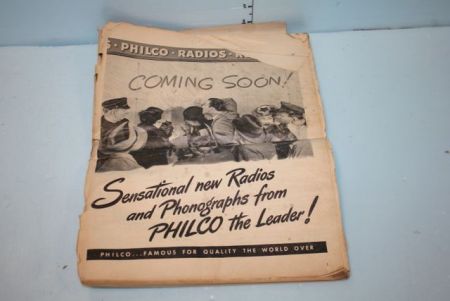 S · PHILCO · RADIOS ·
COMING SOON!
Sensational new Radios
and Phonographs from
PHILCO the Leader!
PHILCO...FAMOUS FOR QUALITY THE WORLD OVER